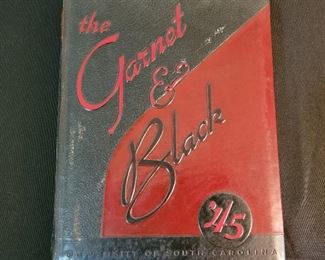 the
Garnet
&
Black
'45
UNIVERSITY OF SOUTH CAROLINA